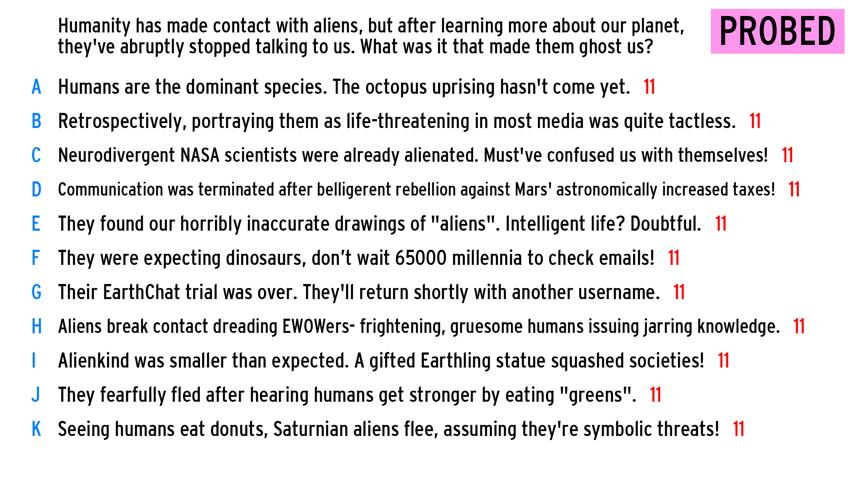 Humanity has made contact with aliens, but after learning more about our planet,
they've abruptly stopped talking to us. What was it that made them ghost us?
PROBED
A Humans are the dominant species. The octopus uprising hasn't come yet. 11
B Retrospectively, portraying them as life-threatening in most media was quite tactless. 11
C Neurodivergent NASA scientists were already alienated. Must've confused us with themselves! 11
D Communication was terminated after belligerent rebellion against Mars' astronomically increased taxes! 11
E They found our horribly inaccurate drawings of "aliens". Intelligent life? Doubtful. 11
F They were expecting dinosaurs, don’t wait 65000 millennia to check emails! 11
G Their EarthChat trial was over. They'll return shortly with another username. 11
H Aliens break contact dreading EWOWers- frightening, gruesome humans issuing jarring knowledge. 11
I Alienkind was smaller than expected. A gifted Earthling statue squashed societies! 11
J They fearfully fled after hearing humans get stronger by eating "greens". 11
K Seeing humans eat donuts, Saturnian aliens flee, assuming they're symbolic threats! 11